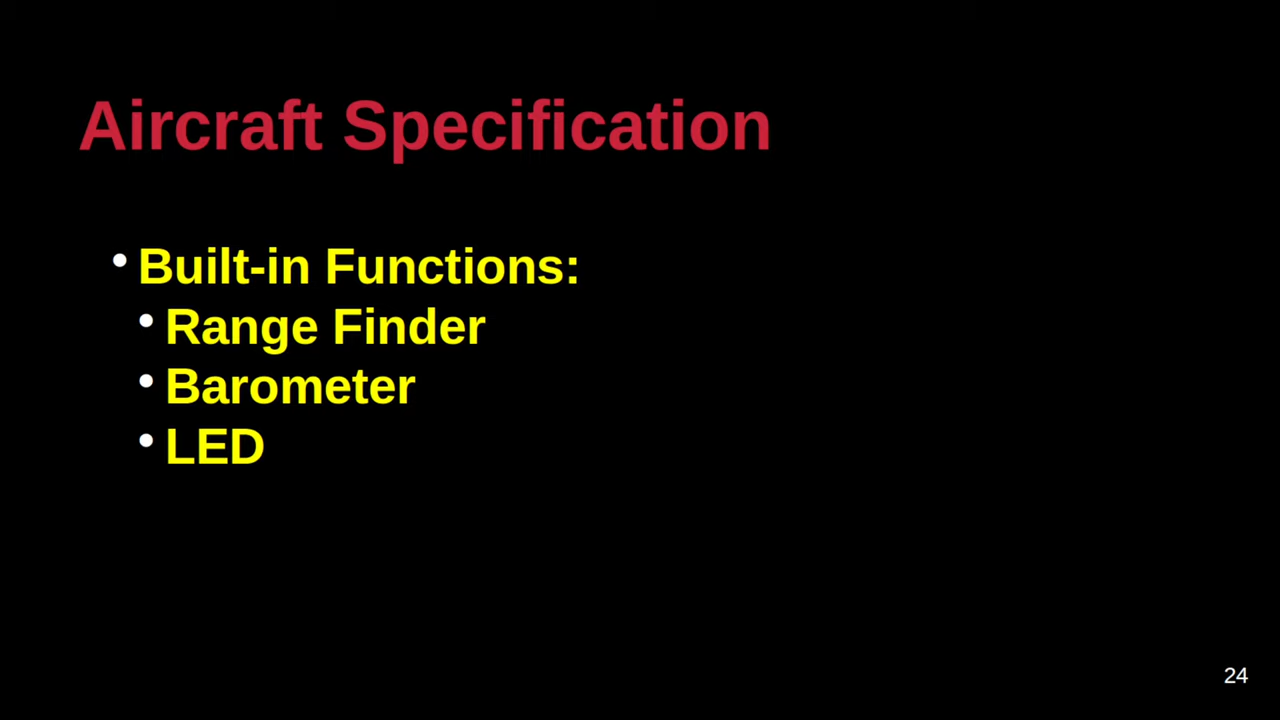 Aircraft Specification
• Built-in Functions:
• Range Finder
• Barometer
• LED
24